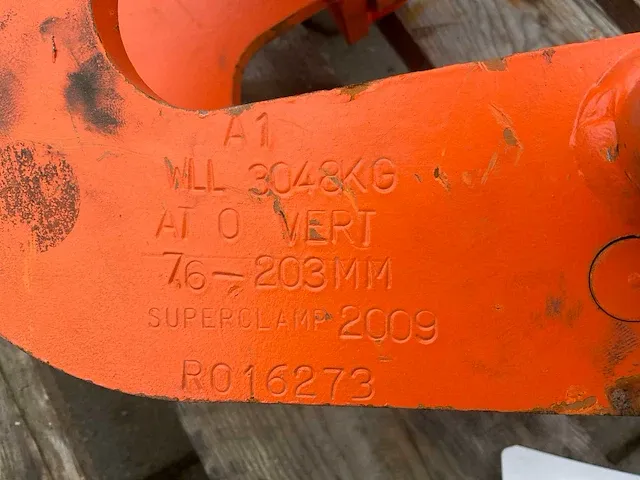 A1
WLL 3048KG
AT 0 VERT
76-203MM
SUPERCLAMP 2009
R016273